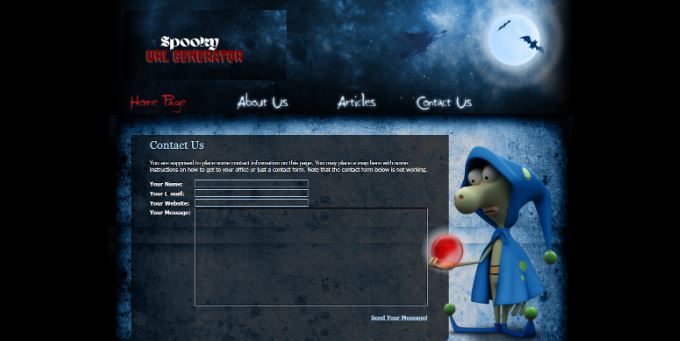 Spooky
URL GENERATOR
Home Page
About Us
Articles
Contact Us
Contact Us
You are supposed to place some contact information on this page. You may place a map here with some
instructions on how to get to your office or just a contact form. Note that the contact form below is not working.
Your Name:
Your E-mail:
Your Website:
Your Message:
Send Your Message!